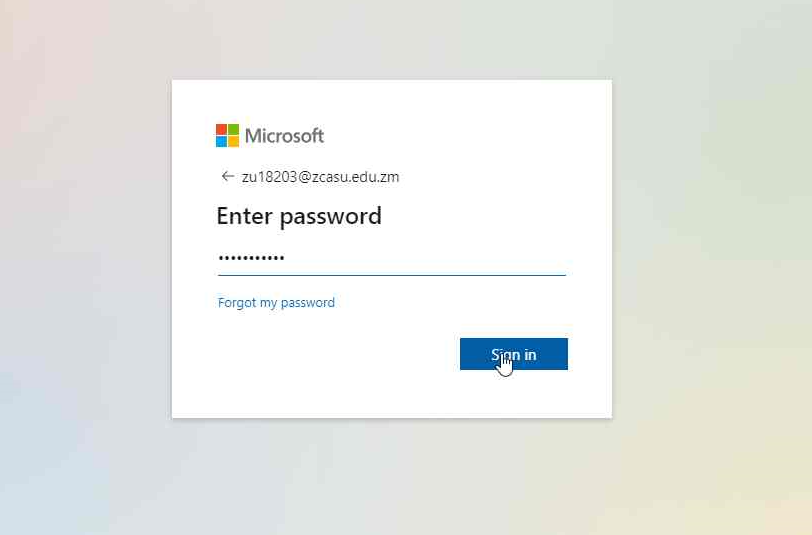 Microsoft
← zu18203@zcasu.edu.zm
Enter password
•••••••••••
Forgot my password
Sign in